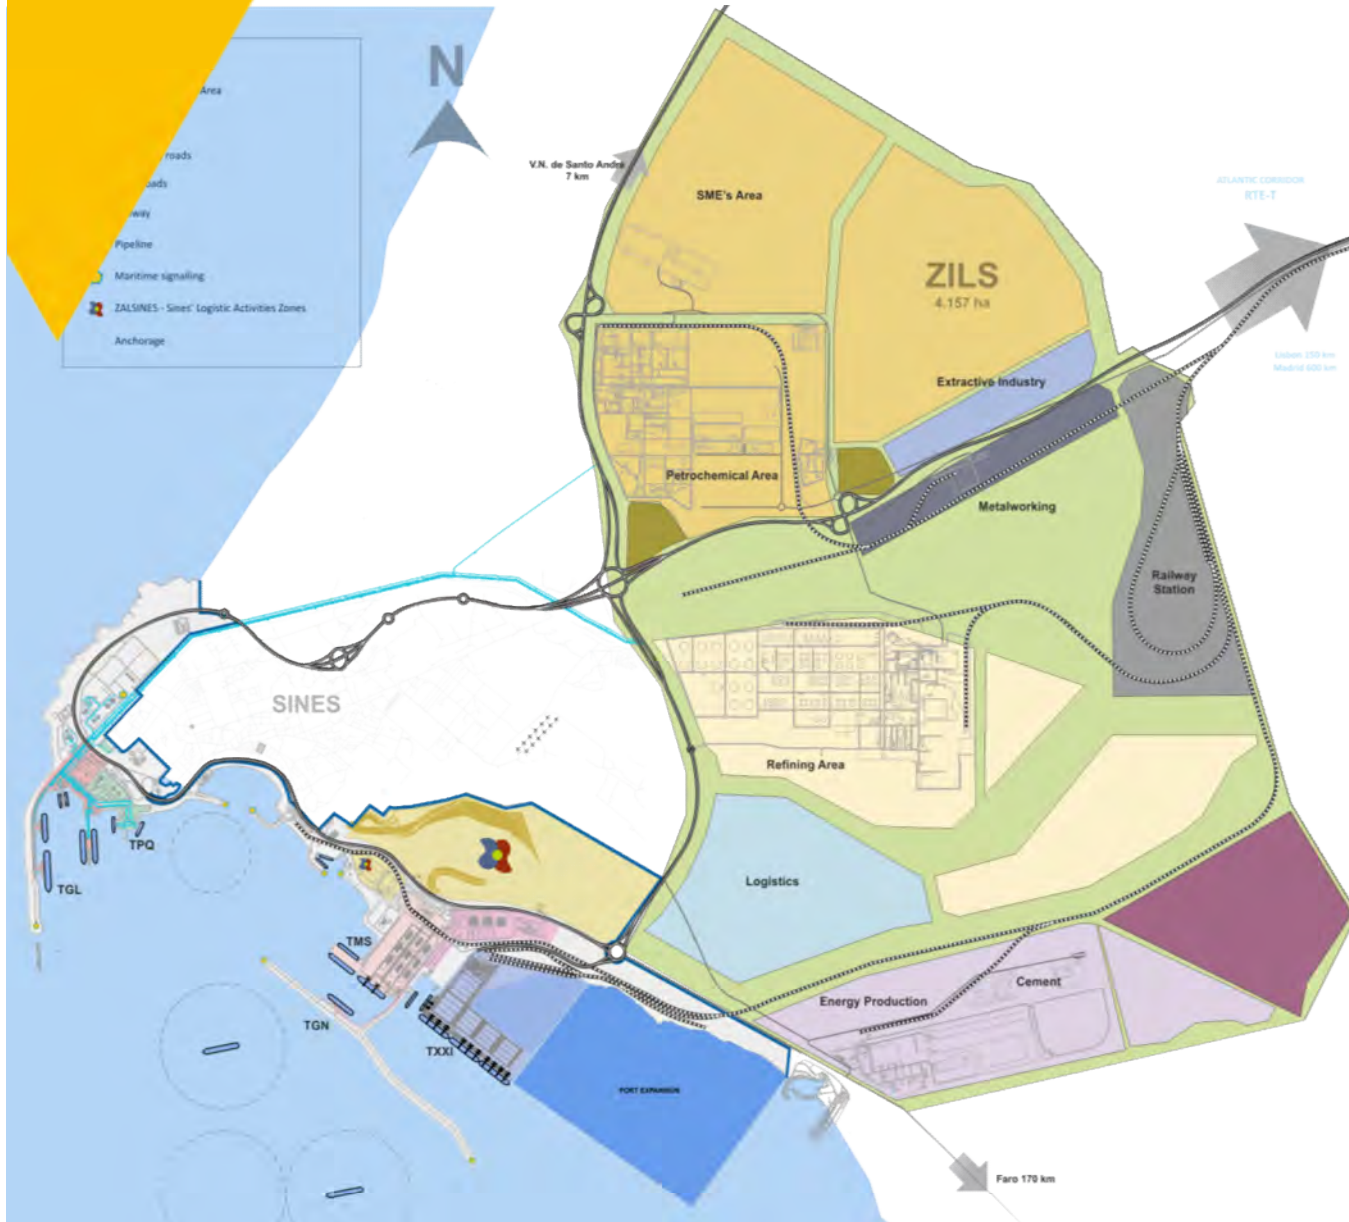 Area
roads
Pipeline
Maritime signalling
ZALSINES - Sines' Logistic Activities Zones
Anchorage
N
V.N. de Santo André
7 km
SME's Area
ATLANTIC CORRIDOR
RTE-T
ZILS
4.157 ha
Lisbon 150 km
Madrid 600 km
Extractive Industry
Petrochemical Area
Metalworking
Railway
Station
SINES
Refining Area
TPQ
TGL
Logistics
TMS
TGN
TXXI
Energy Production
Cement
PORT EXPANSION
Faro 170 km